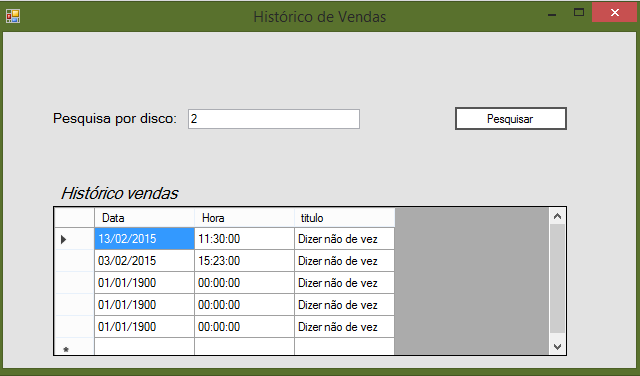 Histórico de Vendas
Pesquisa por disco: 2 Pesquisar
Histórico vendas
Data Hora titulo
13/02/2015 11:30:00 Dizer não de vez
03/02/2015 15:23:00 Dizer não de vez
01/01/1900 00:00:00 Dizer não de vez
01/01/1900 00:00:00 Dizer não de vez
01/01/1900 00:00:00 Dizer não de vez
*